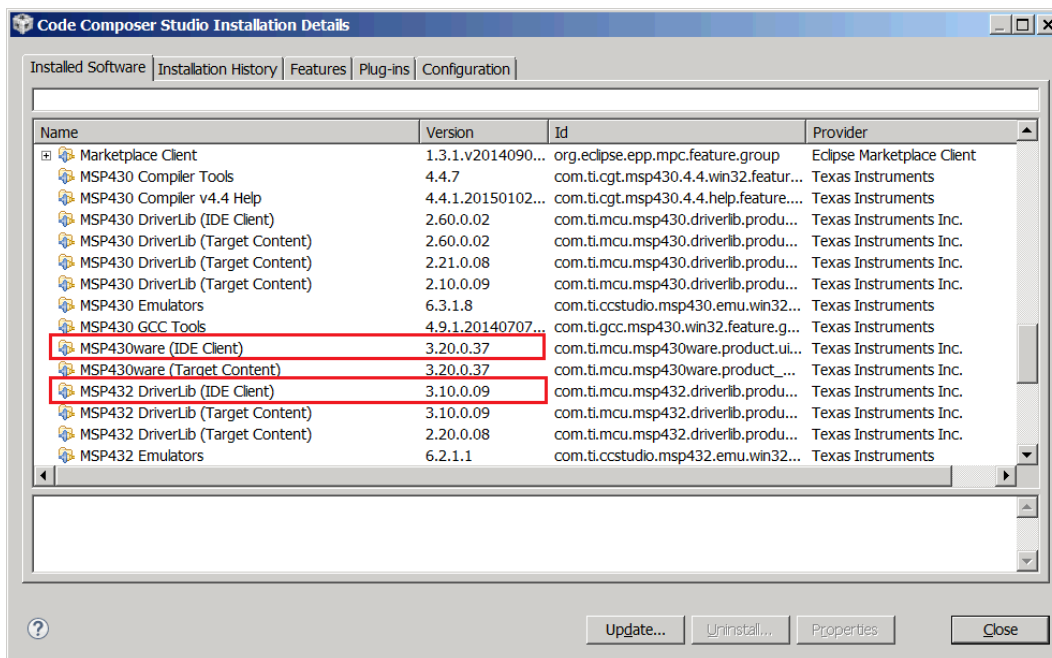 Code Composer Studio Installation Details
Installed Software Installation History Features Plug-ins Configuration
Name Version Id Provider
Marketplace Client 1.3.1.v2014090... org.eclipse.epp.mpc.feature.group Eclipse Marketplace Client
MSP430 Compiler Tools 4.4.7 com.ti.cgt.msp430.4.4.win32.featur... Texas Instruments
MSP430 Compiler v4.4 Help 4.4.1.20150102... com.ti.cgt.msp430.4.4.help.feature.... Texas Instruments
MSP430 DriverLib (IDE Client) 2.60.0.02 com.ti.mcu.msp430.driverlib.produ... Texas Instruments Inc.
MSP430 DriverLib (Target Content) 2.60.0.02 com.ti.mcu.msp430.driverlib.produ... Texas Instruments Inc.
MSP430 DriverLib (Target Content) 2.21.0.08 com.ti.mcu.msp430.driverlib.produ... Texas Instruments Inc.
MSP430 DriverLib (Target Content) 2.10.0.09 com.ti.mcu.msp430.driverlib.produ... Texas Instruments Inc.
MSP430 Emulators 6.3.1.8 com.ti.ccstudio.msp430.emu.win32... Texas Instruments
MSP430 GCC Tools 4.9.1.20140707... com.ti.gcc.msp430.win32.feature.g... Texas Instruments
MSP430ware (IDE Client) 3.20.0.37 com.ti.mcu.msp430ware.product.ui... Texas Instruments Inc.
MSP430ware (Target Content) 3.20.0.37 com.ti.mcu.msp430ware.product_... Texas Instruments Inc.
MSP432 DriverLib (IDE Client) 3.10.0.09 com.ti.mcu.msp432.driverlib.produ... Texas Instruments Inc.
MSP432 DriverLib (Target Content) 3.10.0.09 com.ti.mcu.msp432.driverlib.produ... Texas Instruments Inc.
MSP432 DriverLib (Target Content) 2.20.0.08 com.ti.mcu.msp432.driverlib.produ... Texas Instruments Inc.
MSP432 Emulators 6.2.1.1 com.ti.ccstudio.msp432.emu.win32... Texas Instruments
Update... Uninstall... Properties Close